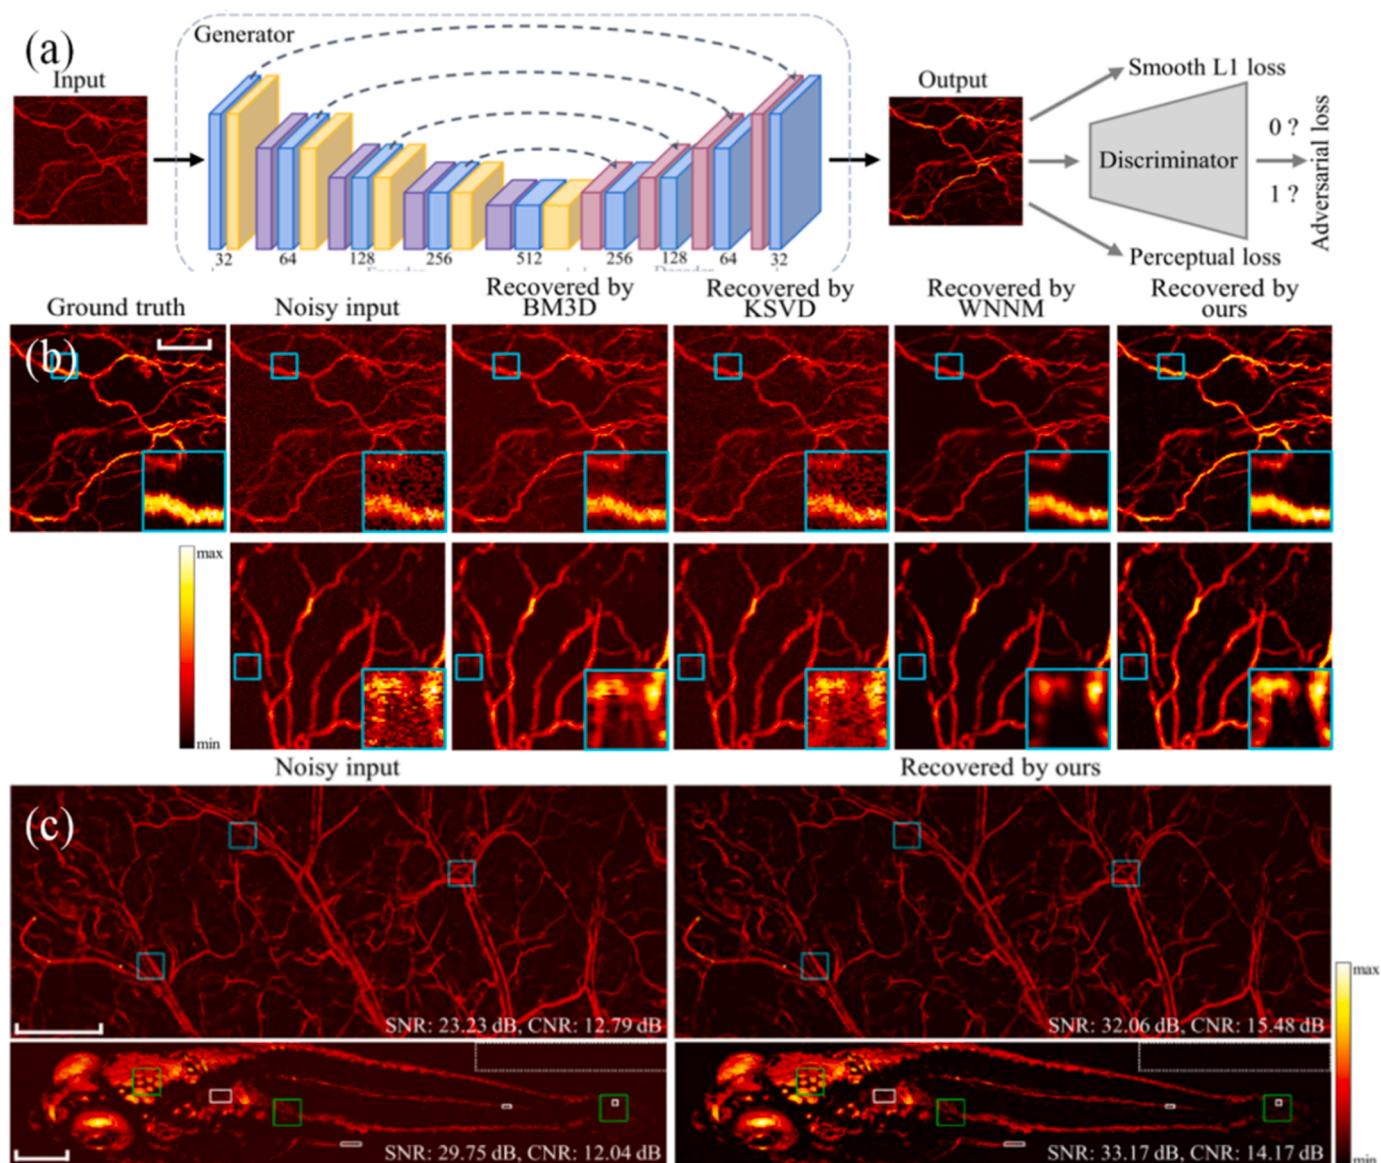 (a)
Generator
Input
Output
Smooth L1 loss
Discriminator
0 ?
1 ?
Adversarial loss
Perceptual loss
32
64
128
256
512
256
128
64
32
Ground truth
Noisy input
Recovered by
BM3D
Recovered by
KSVD
Recovered by
WNNM
Recovered by
ours
(b)
max
min
Noisy input
Recovered by ours
(c)
SNR: 23.23 dB, CNR: 12.79 dB
SNR: 32.06 dB, CNR: 15.48 dB
max
SNR: 29.75 dB, CNR: 12.04 dB
SNR: 33.17 dB, CNR: 14.17 dB
min